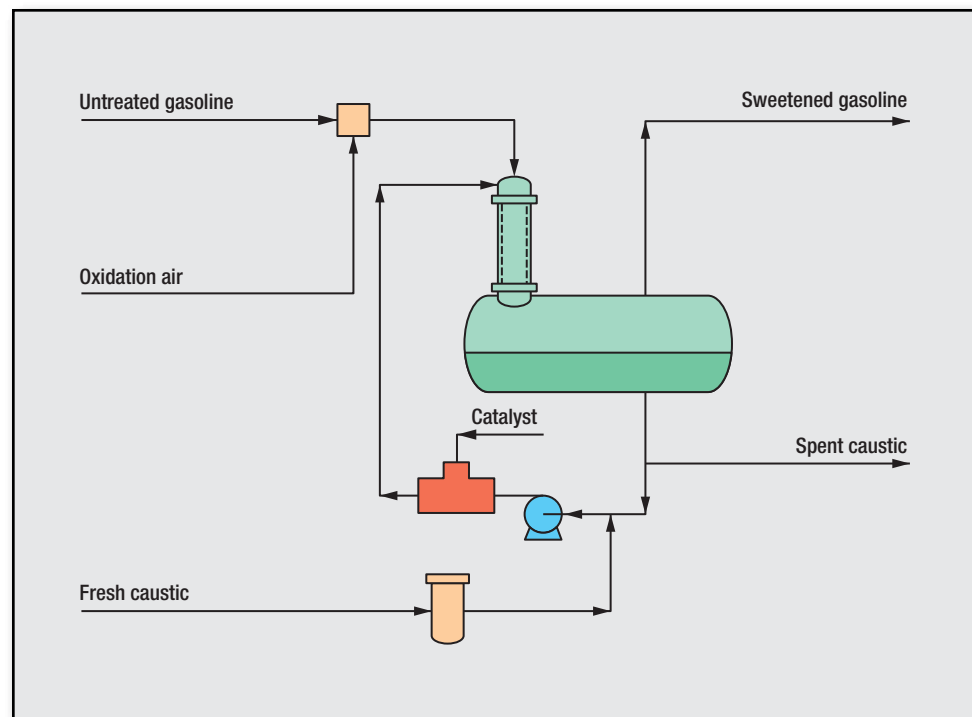 Untreated gasoline
Sweetened gasoline
Oxidation air
Catalyst
Spent caustic
Fresh caustic